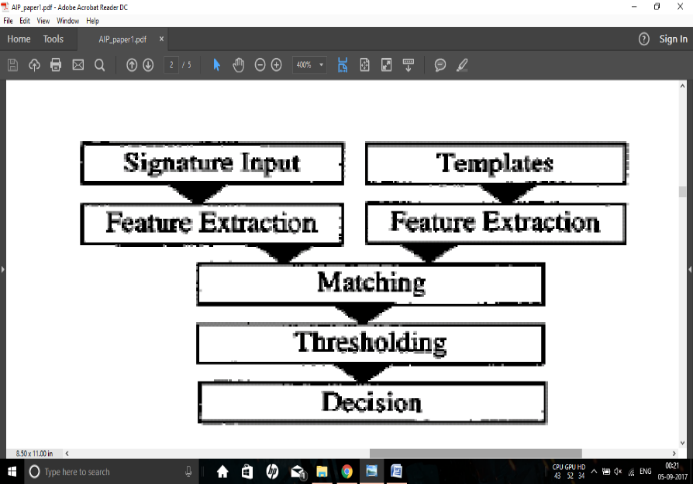 AIP_paper1.pdf - Adobe Acrobat Reader DC
File Edit View Window Help
Home Tools AIP_paper1.pdf × ? Sign In
2 / 5 400%
Signature Input Templates
Feature Extraction Feature Extraction
Matching
Thresholding
Decision
8.50 x 11.00 in
Type here to search
CPU GPU HD
43 52 34
ENG
00:21
05-09-2017